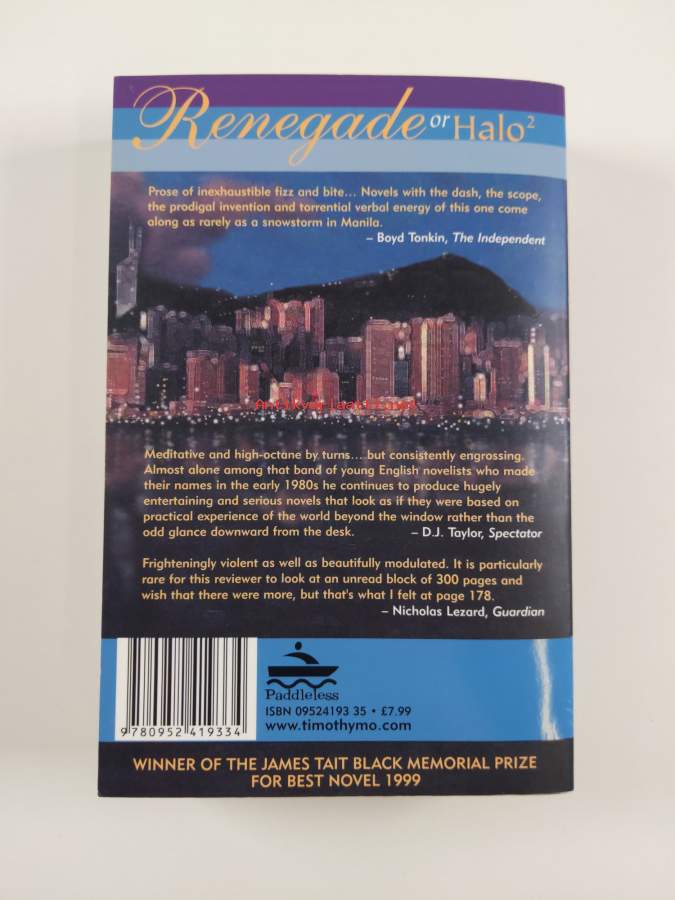 Renegade or Halo²
Prose of inexhaustible fizz and bite... Novels with the dash, the scope,
the prodigal invention and torrential verbal energy of this one come
along as rarely as a snowstorm in Manila.
– Boyd Tonkin, The Independent
Meditative and high-octane by turns... but consistently engrossing.
Almost alone among that band of young English novelists who made
their names in the early 1980s he continues to produce hugely
entertaining and serious novels that look as if they were based on
practical experience of the world beyond the window rather than the
odd glance downward from the desk. – D.J. Taylor, Spectator
Frighteningly violent as well as beautifully modulated. It is particularly
rare for this reviewer to look at an unread block of 300 pages and
wish that there were more, but that's what I felt at page 178.
– Nicholas Lezard, Guardian
Paddleless
ISBN 09524193 35 • £7.99
www.timothymo.com
9 780952 419334
WINNER OF THE JAMES TAIT BLACK MEMORIAL PRIZE
FOR BEST NOVEL 1999